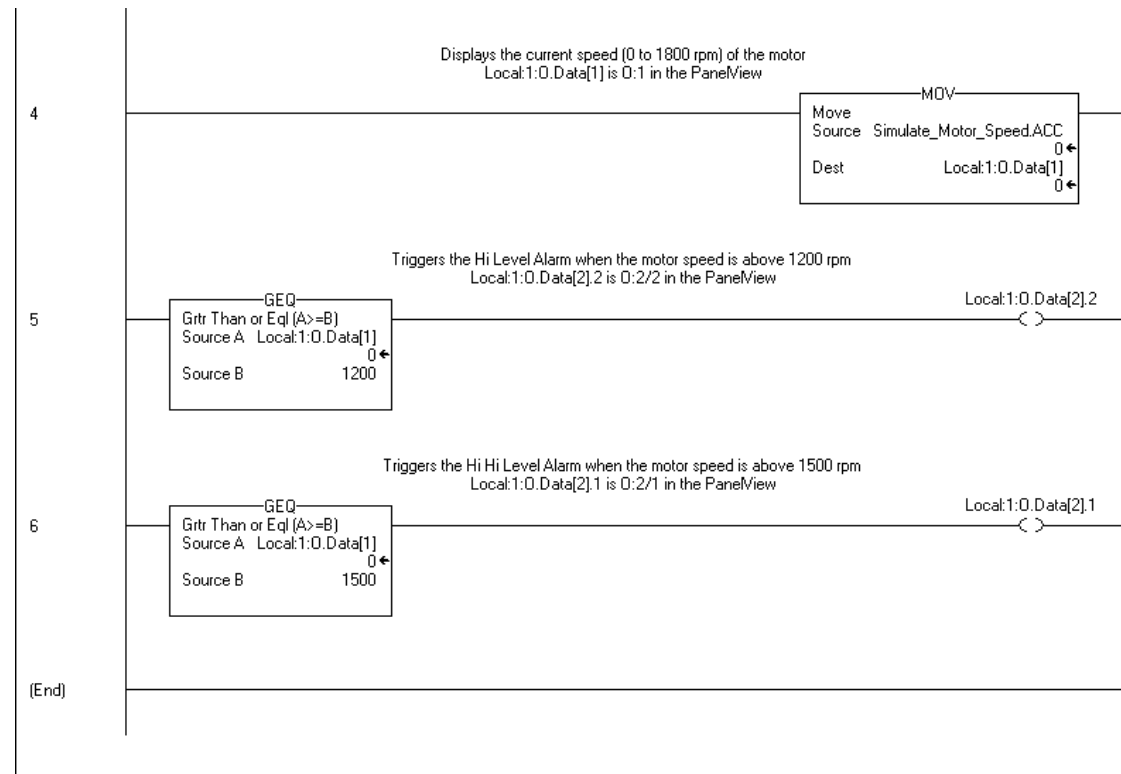 Displays the current speed (0 to 1800 rpm) of the motor
Local:1:O.Data[1] is O:1 in the PanelView
4
MOV
Move
Source Simulate_Motor_Speed.ACC
0
Dest Local:1:O.Data[1]
0
Triggers the Hi Level Alarm when the motor speed is above 1200 rpm
Local:1:O.Data[2].2 is O:2/2 in the PanelView
Local:1:O.Data[2].2
5
GEQ
Grtr Than or Eql (A>=B)
Source A Local:1:O.Data[1]
0
Source B 1200
Triggers the Hi Hi Level Alarm when the motor speed is above 1500 rpm
Local:1:O.Data[2].1 is O:2/1 in the PanelView
Local:1:O.Data[2].1
6
GEQ
Grtr Than or Eql (A>=B)
Source A Local:1:O.Data[1]
0
Source B 1500
(End)